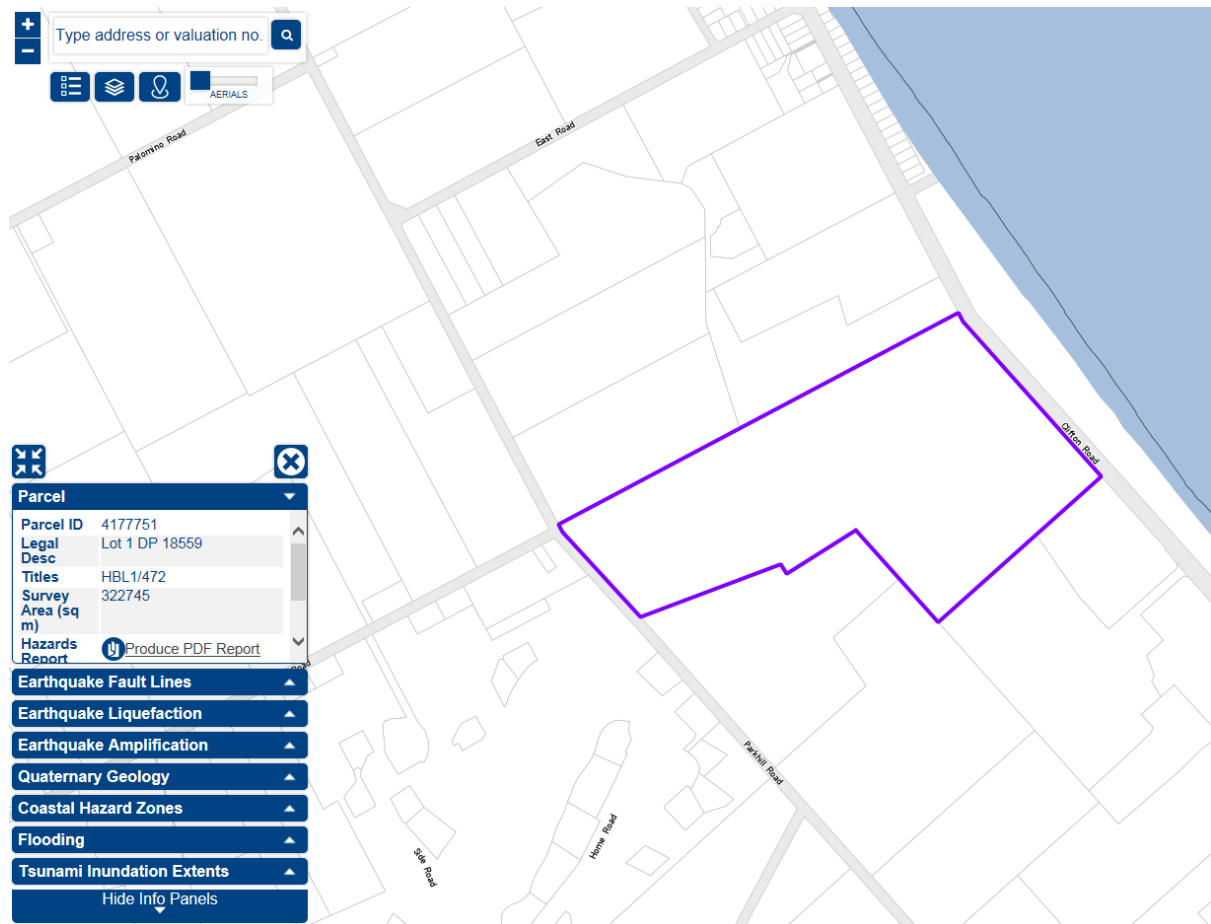 +
−
Type address or valuation no.
AERIALS
Palomino Road
East Road
Clifton Road
Parcel
Parcel ID 4177751
Legal Desc Lot 1 DP 18559
Titles HBL1/472
Survey Area (sq m) 322745
Hazards Report Produce PDF Report
Road
Earthquake Fault Lines
Earthquake Liquefaction
Earthquake Amplification
Quaternary Geology
Coastal Hazard Zones
Flooding
Tsunami Inundation Extents
Hide Info Panels
Parkhill Road
Side Road
Home Road